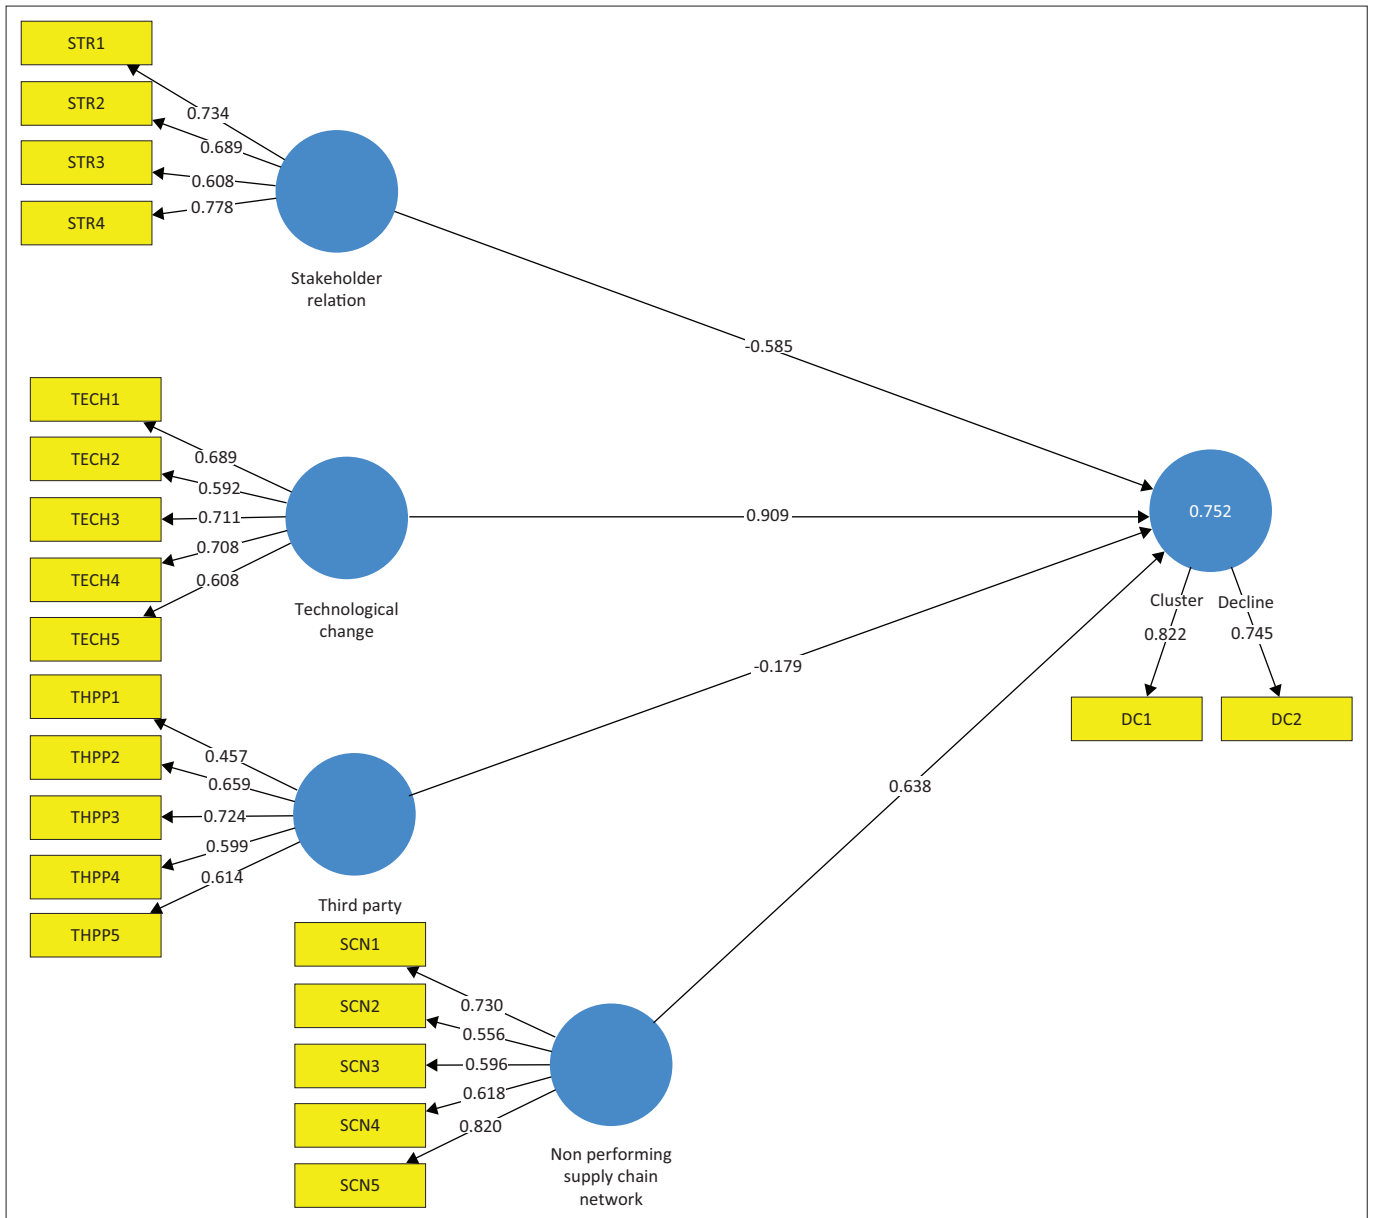 STR1
STR2
STR3
STR4
0.734
0.689
0.608
0.778
Stakeholder
relation
-0.585
TECH1
TECH2
TECH3
TECH4
TECH5
0.689
0.592
0.711
0.708
0.608
Technological
change
0.909
0.752
Cluster Decline
0.822
0.745
DC1
DC2
THPP1
THPP2
THPP3
THPP4
THPP5
0.457
0.659
0.724
0.599
0.614
Third party
-0.179
SCN1
SCN2
SCN3
SCN4
SCN5
0.730
0.556
0.596
0.618
0.820
Non performing
supply chain
network
0.638